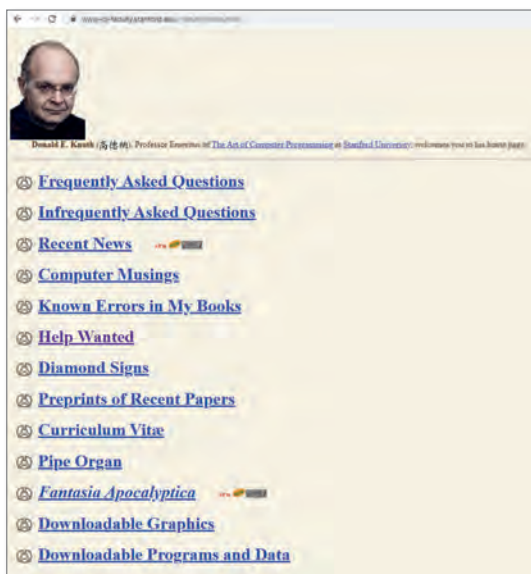 Donald E. Knuth (高德纳), Professor Emeritus of The Art of Computer Programming at Stanford University, welcomes you to his home page.
Frequently Asked Questions
Infrequently Asked Questions
Recent News
Computer Musings
Known Errors in My Books
Help Wanted
Diamond Signs
Preprints of Recent Papers
Curriculum Vitæ
Pipe Organ
Fantasia Apocalyptica
Downloadable Graphics
Downloadable Programs and Data